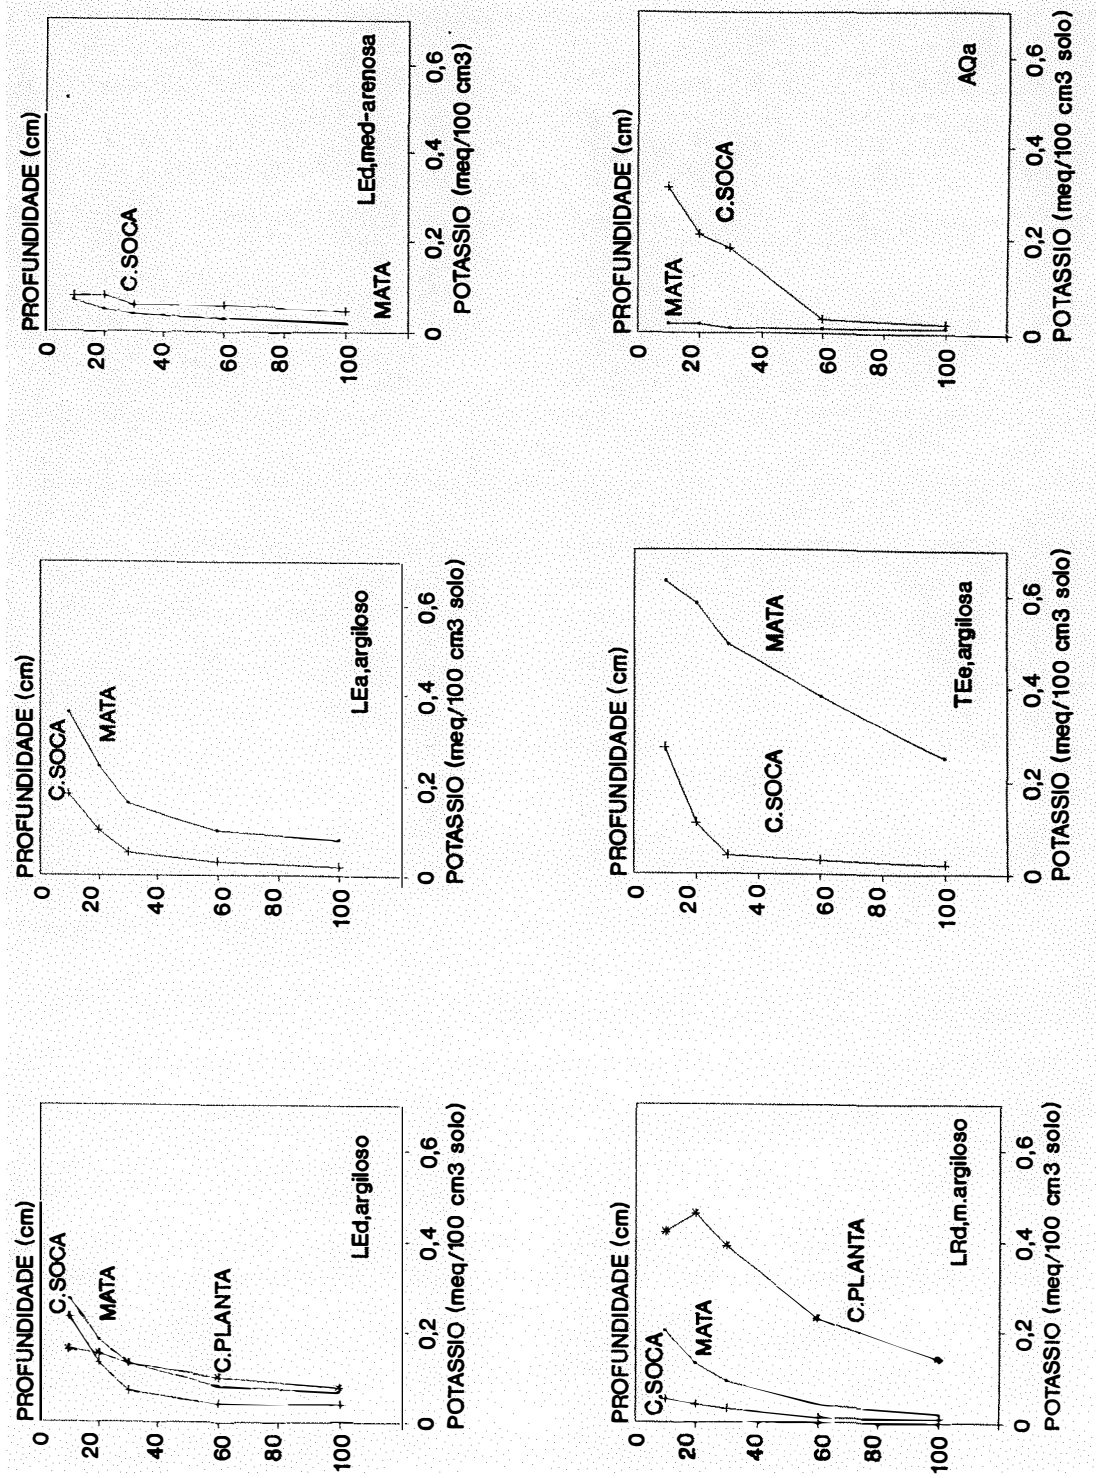 PROFUNDIDADE (cm)
0
20
40
60
80
100
C.SOCA
LEd,med-arenosa
MATA
0
0,2
0,4
0,6
POTASSIO (meq/100 cm3)
PROFUNDIDADE (cm)
0
20
40
60
80
100
MATA
C.SOCA
AQa
0
0,2
0,4
0,6
POTASSIO (meq/100 cm3 solo)
PROFUNDIDADE (cm)
0
20
40
60
80
100
C.SOCA
MATA
LEa,argiloso
0
0,2
0,4
0,6
POTASSIO (meq/100 cm3 solo)
PROFUNDIDADE (cm)
0
20
40
60
80
100
C.SOCA
MATA
TEe,argilosa
0
0,2
0,4
0,6
POTASSIO (meq/100 cm3 solo)
PROFUNDIDADE (cm)
0
20
40
60
80
100
C.SOCA
MATA
C.PLANTA
LEd,argiloso
0
0,2
0,4
0,6
POTASSIO (meq/100 cm3 solo)
PROFUNDIDADE (cm)
0
20
40
60
80
100
C.SOCA
MATA
C.PLANTA
LRd,m.argiloso
0
0,2
0,4
0,6
POTASSIO (meq/100 cm3 solo)